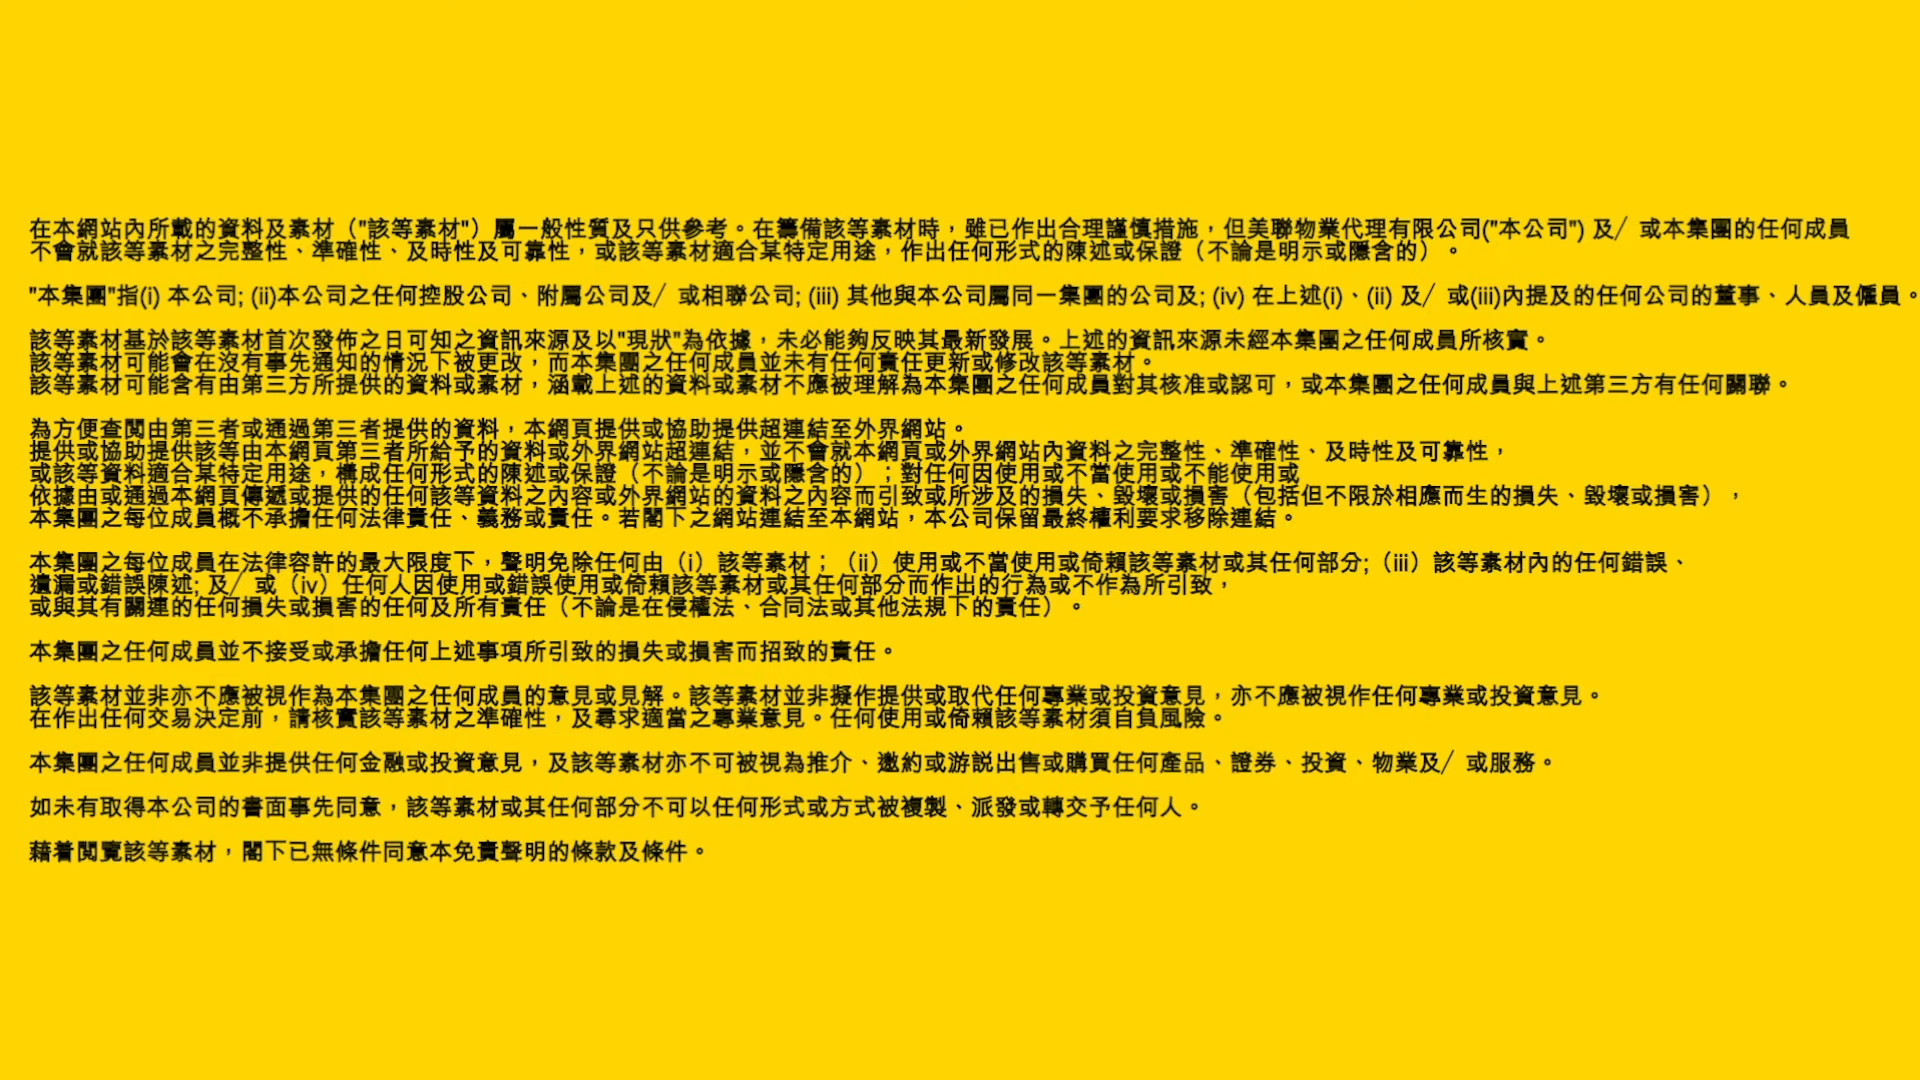 在本網站內所載的資料及素材（"該等素材"）屬一般性質及只供參考。在籌備該等素材時，雖已作出合理謹慎措施，但美聯物業代理有限公司("本公司") 及╱ 或本集團的任何成員
不會就該等素材之完整性、準確性、及時性及可靠性，或該等素材適合某特定用途，作出任何形式的陳述或保證（不論是明示或隱含的）。
"本集團"指(i) 本公司; (ii)本公司之任何控股公司、附屬公司及╱ 或相聯公司; (iii) 其他與本公司屬同一集團的公司及; (iv) 在上述(i)、(ii) 及╱ 或(iii)內提及的任何公司的董事、人員及僱員。
該等素材基於該等素材首次發佈之日可知之資訊來源及以"現狀"為依據，未必能夠反映其最新發展。上述的資訊來源未經本集團之任何成員所核實。
該等素材可能會在沒有事先通知的情況下被更改，而本集團之任何成員並未有任何責任更新或修改該等素材。
該等素材可能含有由第三方所提供的資料或素材，涵載上述的資料或素材不應被理解為本集團之任何成員對其核准或認可，或本集團之任何成員與上述第三方有任何關聯。
為方便查閱由第三者或通過第三者提供的資料，本網頁提供或協助提供超連結至外界網站。
提供或協助提供該等由本網頁第三者所給予的資料或外界網站超連結，並不會就本網頁或外界網站內資料之完整性、準確性、及時性及可靠性，
或該等資料適合某特定用途，構成任何形式的陳述或保證（不論是明示或隱含的）；對任何因使用或不當使用或不能使用或
依據由或通過本網頁傳遞或提供的任何該等資料之內容或外界網站的資料之內容而引致或所涉及的損失、毀壞或損害（包括但不限於相應而生的損失、毀壞或損害），
本集團之每位成員概不承擔任何法律責任、義務或責任。若閣下之網站連結至本網站，本公司保留最終權利要求移除連結。
本集團之每位成員在法律容許的最大限度下，聲明免除任何由（i）該等素材；（ii）使用或不當使用或倚賴該等素材或其任何部分;（iii）該等素材內的任何錯誤、
遺漏或錯誤陳述; 及╱ 或（iv）任何人因使用或錯誤使用或倚賴該等素材或其任何部分而作出的行為或不作為所引致，
或與其有關連的任何損失或損害的任何及所有責任（不論是在侵權法、合同法或其他法規下的責任）。
本集團之任何成員並不接受或承擔任何上述事項所引致的損失或損害而招致的責任。
該等素材並非亦不應被視作為本集團之任何成員的意見或見解。該等素材並非擬作提供或取代任何專業或投資意見，亦不應被視作任何專業或投資意見。
在作出任何交易決定前，請核實該等素材之準確性，及尋求適當之專業意見。任何使用或倚賴該等素材須自負風險。
本集團之任何成員並非提供任何金融或投資意見，及該等素材亦不可被視為推介、邀約或游説出售或購買任何產品、證券、投資、物業及╱ 或服務。
如未有取得本公司的書面事先同意，該等素材或其任何部分不可以任何形式或方式被複製、派發或轉交予任何人。
藉着閱覽該等素材，閣下已無條件同意本免責聲明的條款及條件。